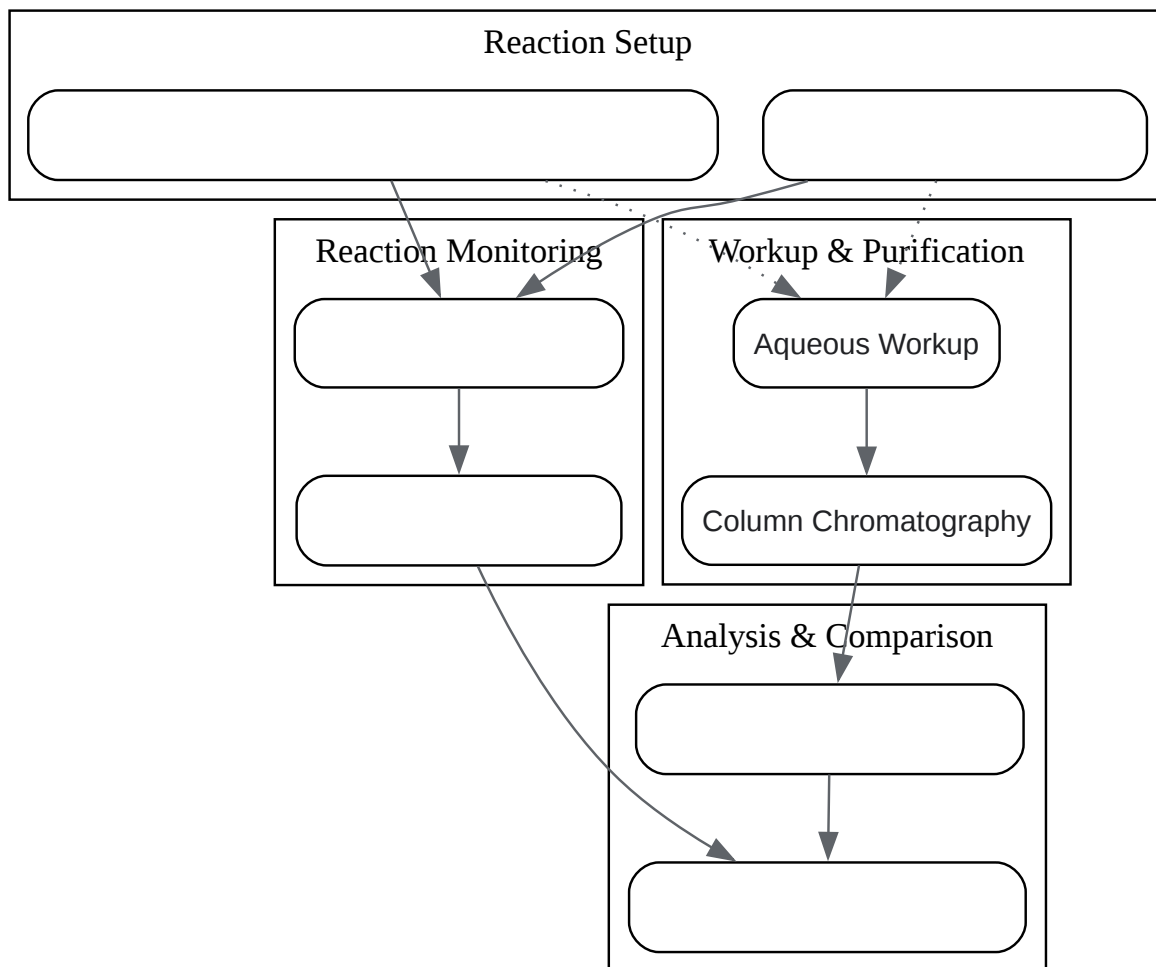 Reaction Setup
Reaction Monitoring
Workup & Purification
Aqueous Workup
Column Chromatography
Analysis & Comparison